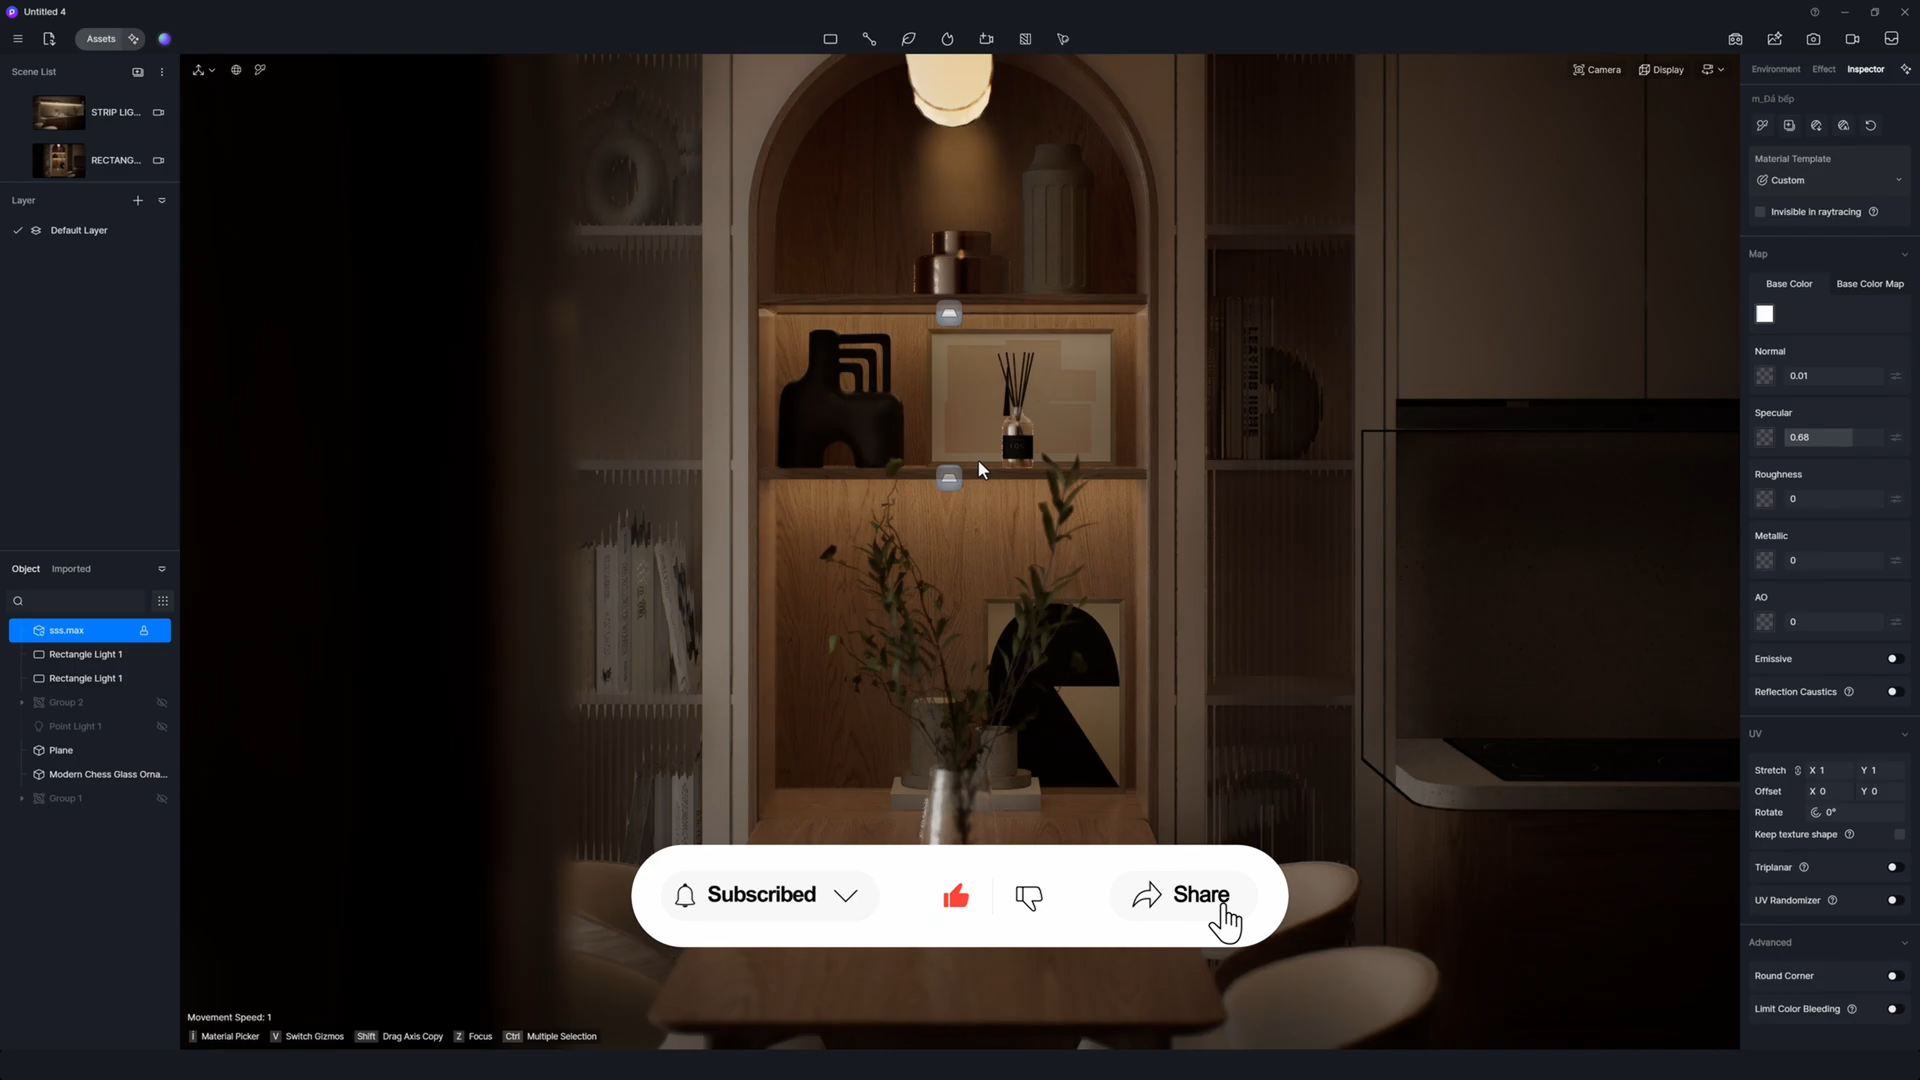 Untitled 4
Assets
Scene List
STRIP LIG...
RECTANG...
Layer
Default Layer
Object
Imported
sss.max
Rectangle Light 1
Rectangle Light 1
Group 2
Point Light 1
Plane
Modern Chess Glass Orna...
Group 1
Camera
Display
Subscribed
Share
Movement Speed: 1
i Material Picker V Switch Gizmos Shift Drag Axis Copy Z Focus Ctrl Multiple Selection
Environment Effect Inspector
m_Đá bếp
Material Template
Custom
Invisible in raytracing
Map
Base Color Base Color Map
Normal
0.01
Specular
0.68
Roughness
0
Metallic
0
AO
0
Emissive
Reflection Caustics
UV
Stretch X 1 Y 1
Offset X 0 Y 0
Rotate 0°
Keep texture shape
Triplanar
UV Randomizer
Advanced
Round Corner
Limit Color Bleeding